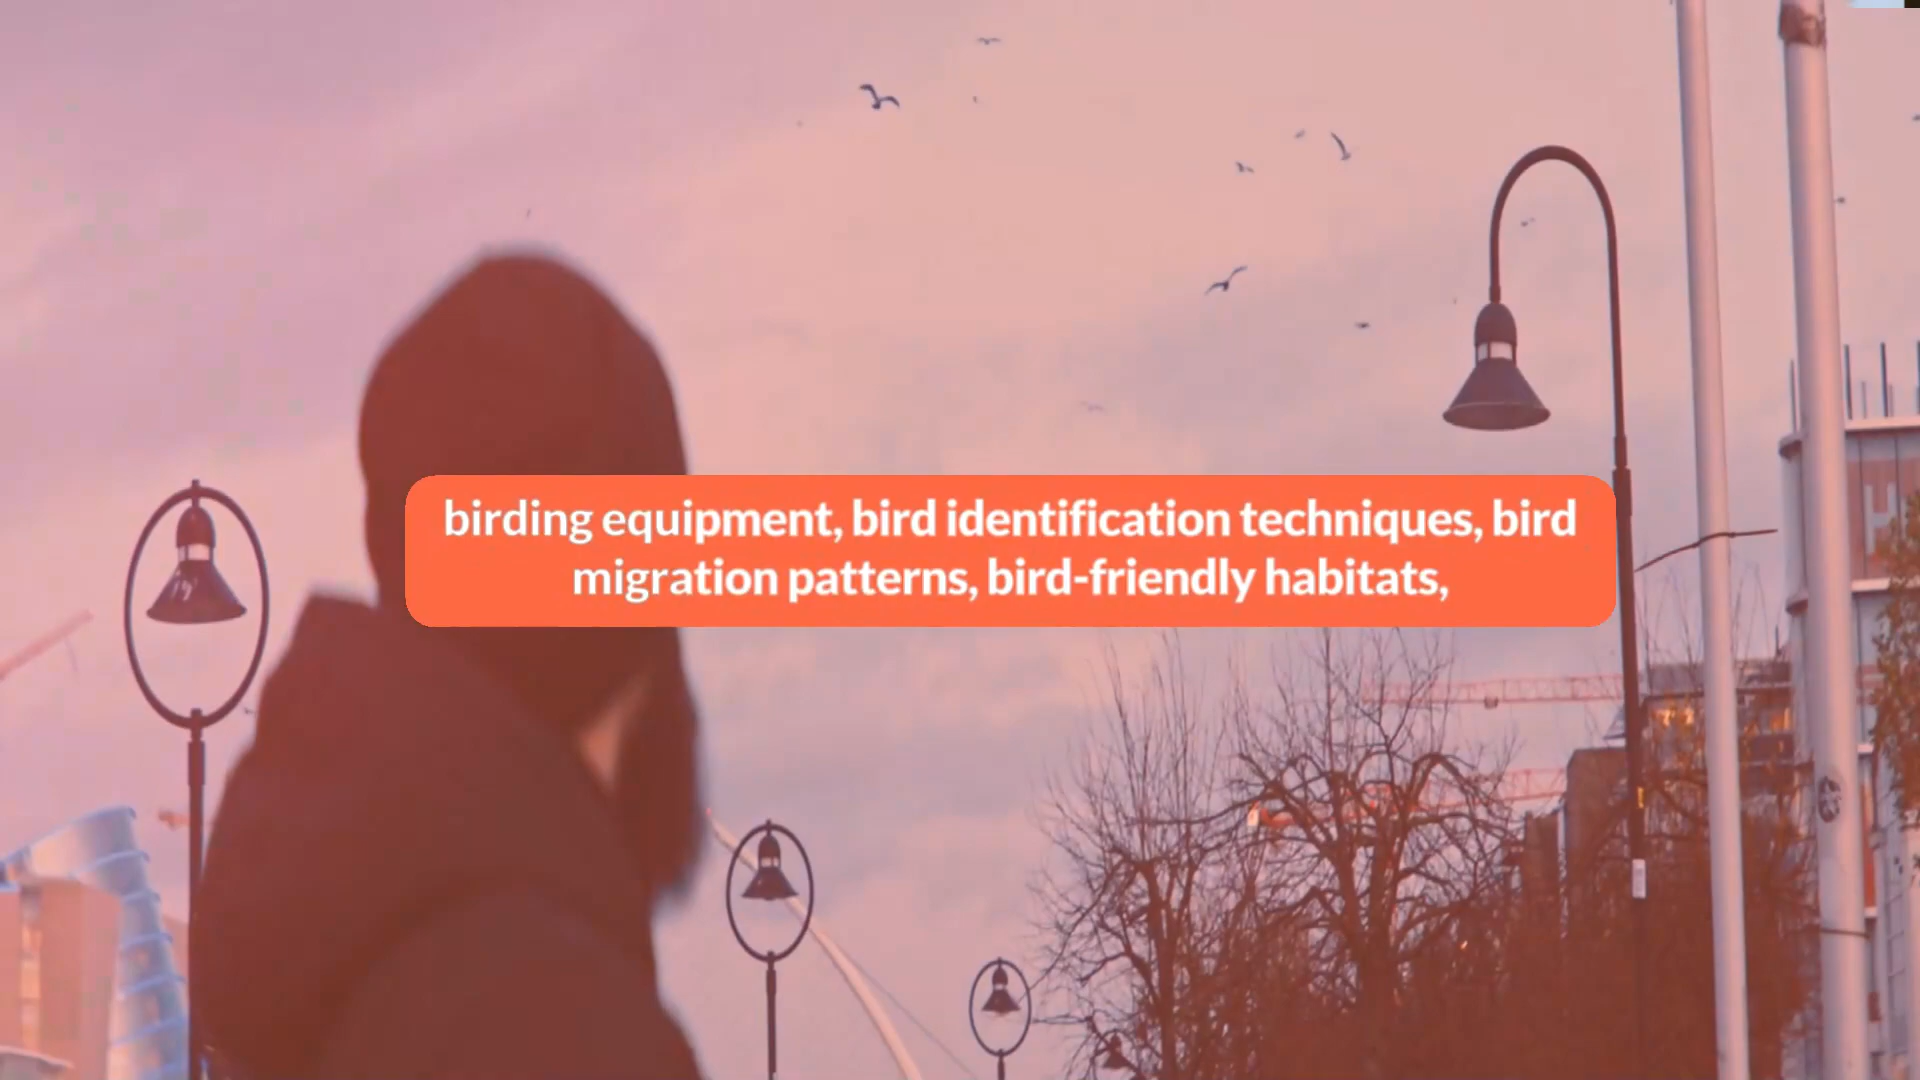 birding equipment, bird identification techniques, bird
migration patterns, bird-friendly habitats,